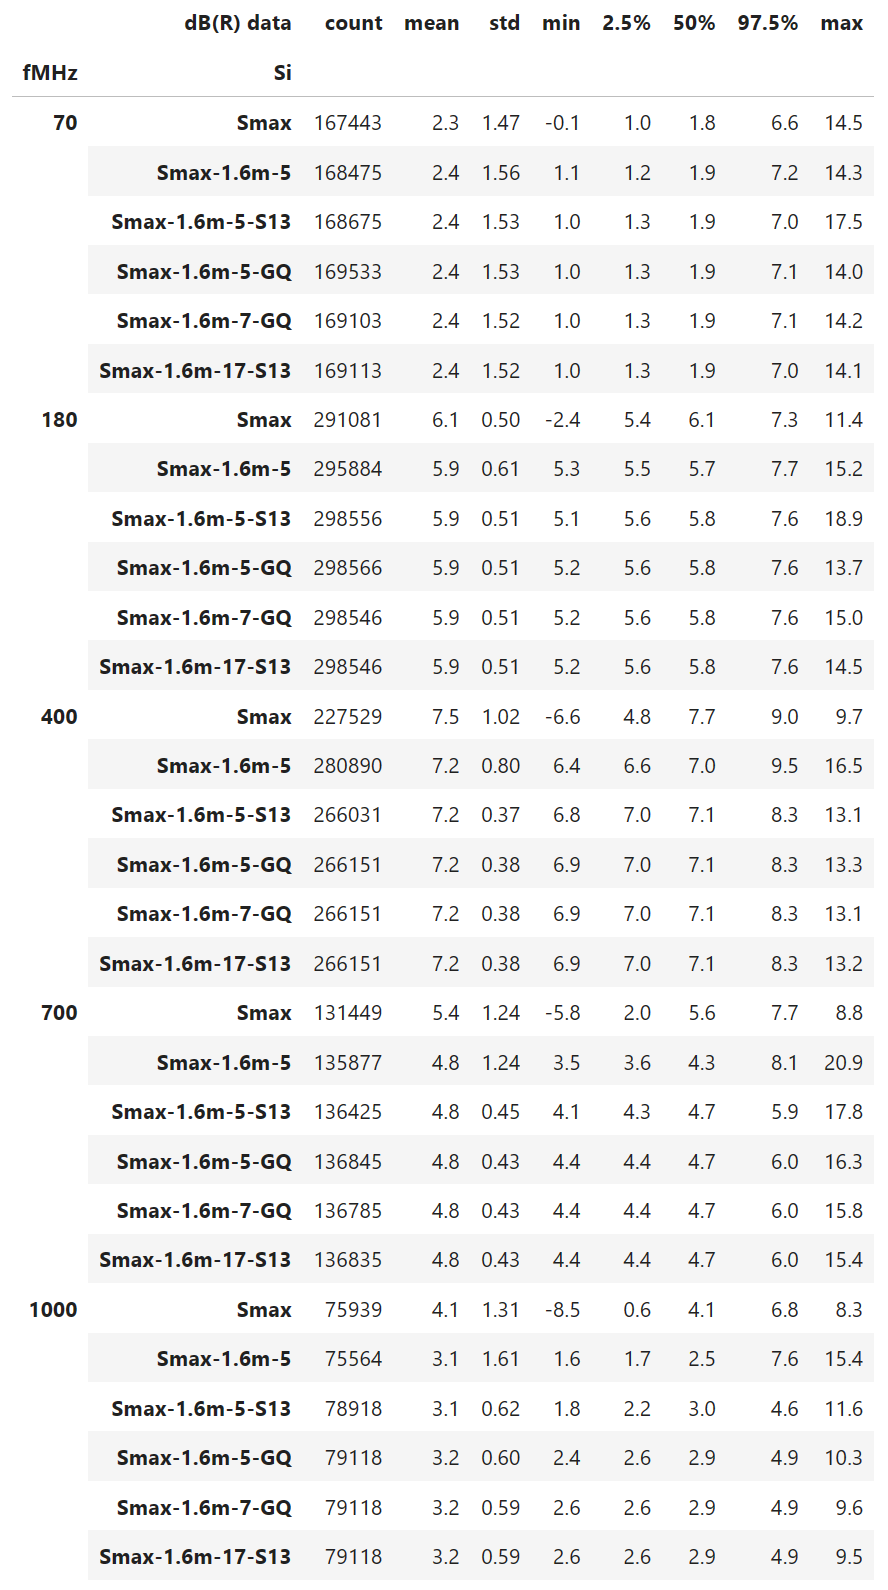 dB(R) data count mean std min 2.5% 50% 97.5% max
fMHz Si
70 Smax 167443 2.3 1.47 -0.1 1.0 1.8 6.6 14.5
Smax-1.6m-5 168475 2.4 1.56 1.1 1.2 1.9 7.2 14.3
Smax-1.6m-5-S13 168675 2.4 1.53 1.0 1.3 1.9 7.0 17.5
Smax-1.6m-5-GQ 169533 2.4 1.53 1.0 1.3 1.9 7.1 14.0
Smax-1.6m-7-GQ 169103 2.4 1.52 1.0 1.3 1.9 7.1 14.2
Smax-1.6m-17-S13 169113 2.4 1.52 1.0 1.3 1.9 7.0 14.1
180 Smax 291081 6.1 0.50 -2.4 5.4 6.1 7.3 11.4
Smax-1.6m-5 295884 5.9 0.61 5.3 5.5 5.7 7.7 15.2
Smax-1.6m-5-S13 298556 5.9 0.51 5.1 5.6 5.8 7.6 18.9
Smax-1.6m-5-GQ 298566 5.9 0.51 5.2 5.6 5.8 7.6 13.7
Smax-1.6m-7-GQ 298546 5.9 0.51 5.2 5.6 5.8 7.6 15.0
Smax-1.6m-17-S13 298546 5.9 0.51 5.2 5.6 5.8 7.6 14.5
400 Smax 227529 7.5 1.02 -6.6 4.8 7.7 9.0 9.7
Smax-1.6m-5 280890 7.2 0.80 6.4 6.6 7.0 9.5 16.5
Smax-1.6m-5-S13 266031 7.2 0.37 6.8 7.0 7.1 8.3 13.1
Smax-1.6m-5-GQ 266151 7.2 0.38 6.9 7.0 7.1 8.3 13.3
Smax-1.6m-7-GQ 266151 7.2 0.38 6.9 7.0 7.1 8.3 13.1
Smax-1.6m-17-S13 266151 7.2 0.38 6.9 7.0 7.1 8.3 13.2
700 Smax 131449 5.4 1.24 -5.8 2.0 5.6 7.7 8.8
Smax-1.6m-5 135877 4.8 1.24 3.5 3.6 4.3 8.1 20.9
Smax-1.6m-5-S13 136425 4.8 0.45 4.1 4.3 4.7 5.9 17.8
Smax-1.6m-5-GQ 136845 4.8 0.43 4.4 4.4 4.7 6.0 16.3
Smax-1.6m-7-GQ 136785 4.8 0.43 4.4 4.4 4.7 6.0 15.8
Smax-1.6m-17-S13 136835 4.8 0.43 4.4 4.4 4.7 6.0 15.4
1000 Smax 75939 4.1 1.31 -8.5 0.6 4.1 6.8 8.3
Smax-1.6m-5 75564 3.1 1.61 1.6 1.7 2.5 7.6 15.4
Smax-1.6m-5-S13 78918 3.1 0.62 1.8 2.2 3.0 4.6 11.6
Smax-1.6m-5-GQ 79118 3.2 0.60 2.4 2.6 2.9 4.9 10.3
Smax-1.6m-7-GQ 79118 3.2 0.59 2.6 2.6 2.9 4.9 9.6
Smax-1.6m-17-S13 79118 3.2 0.59 2.6 2.6 2.9 4.9 9.5